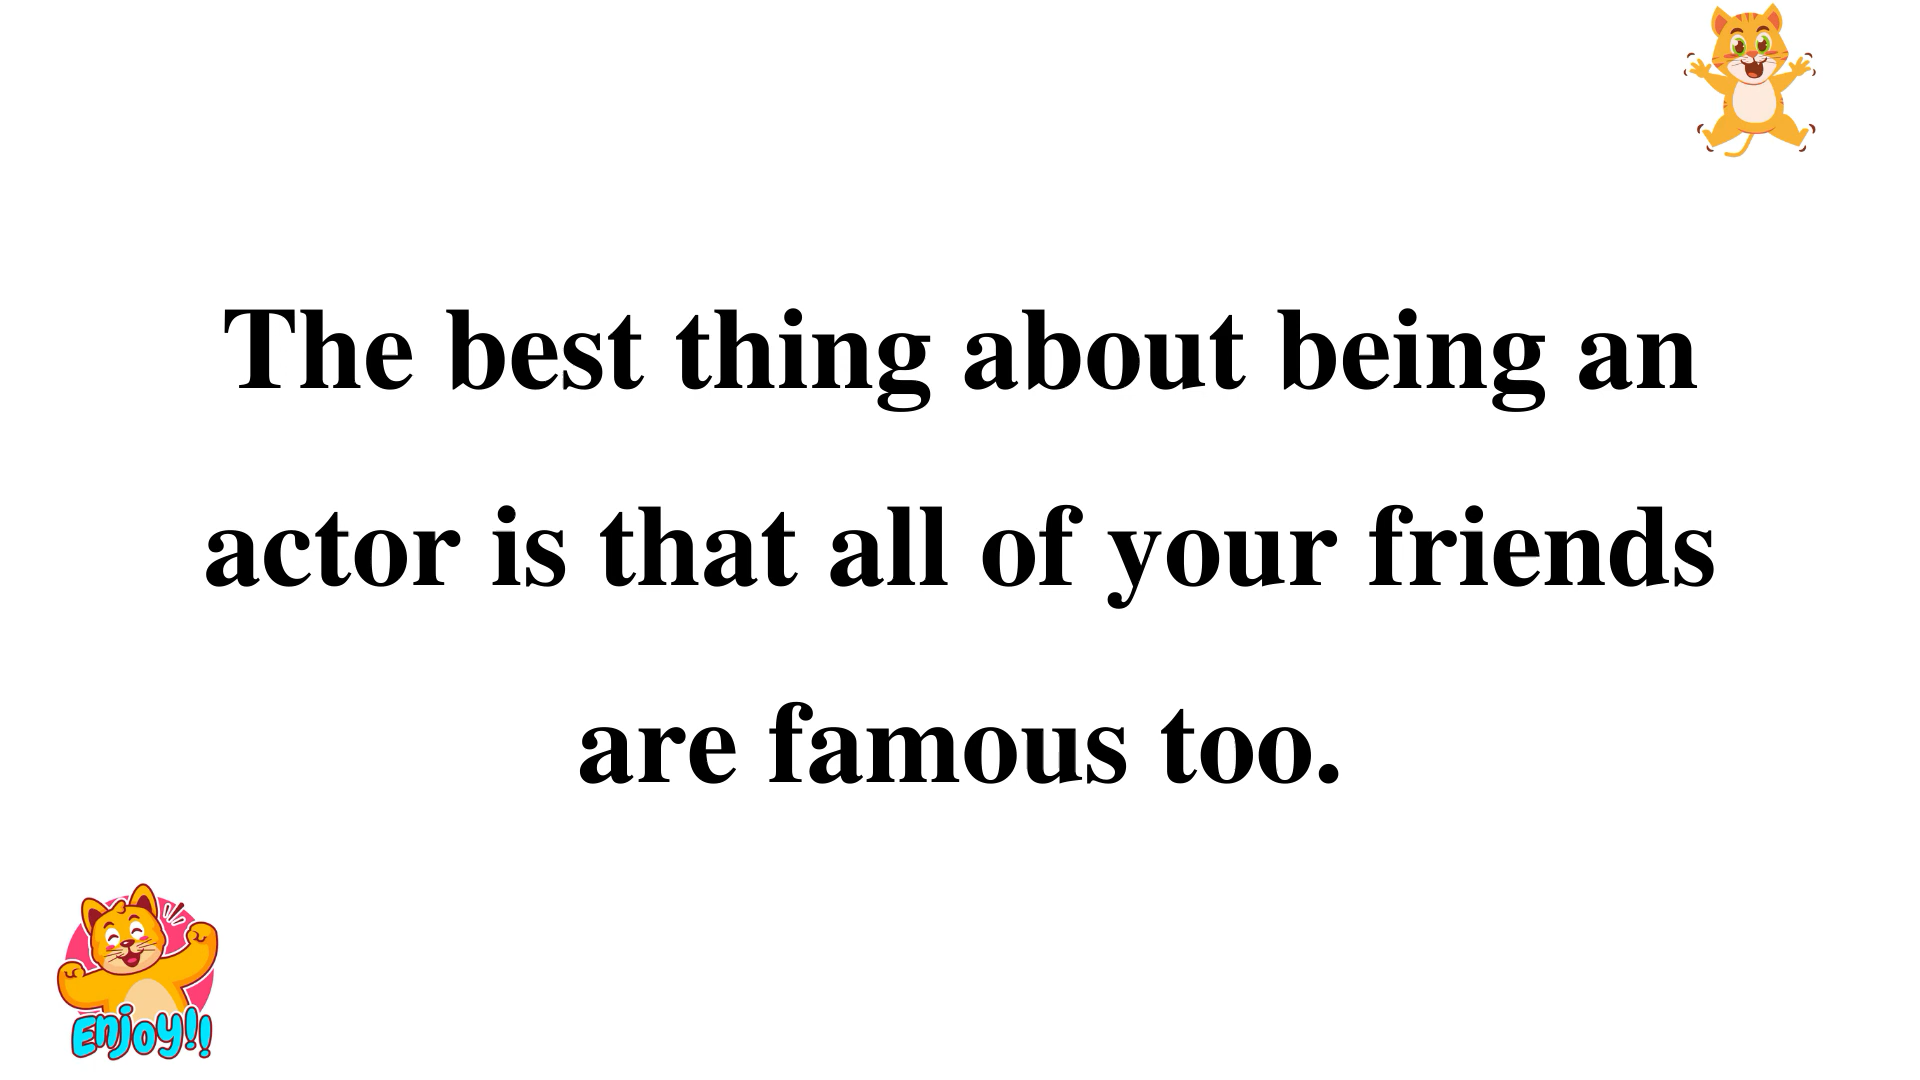 The best thing about being an
actor is that all of your friends
are famous too.
Enjoy!!